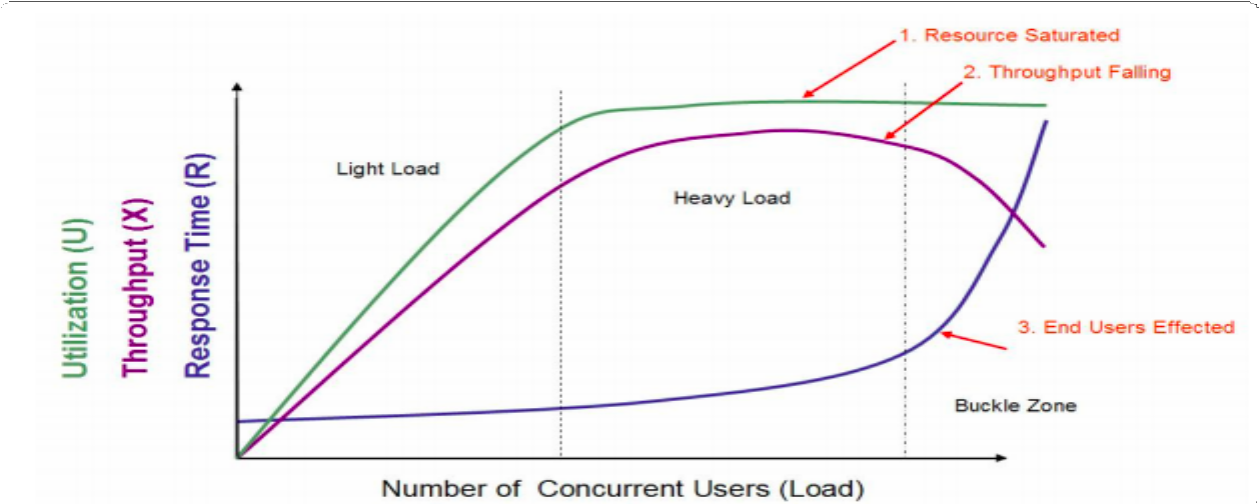 1. Resource Saturated
2. Throughput Falling
Light Load
Heavy Load
Utilization (U)
Throughput (X)
Response Time (R)
3. End Users Effected
Buckle Zone
Number of Concurrent Users (Load)